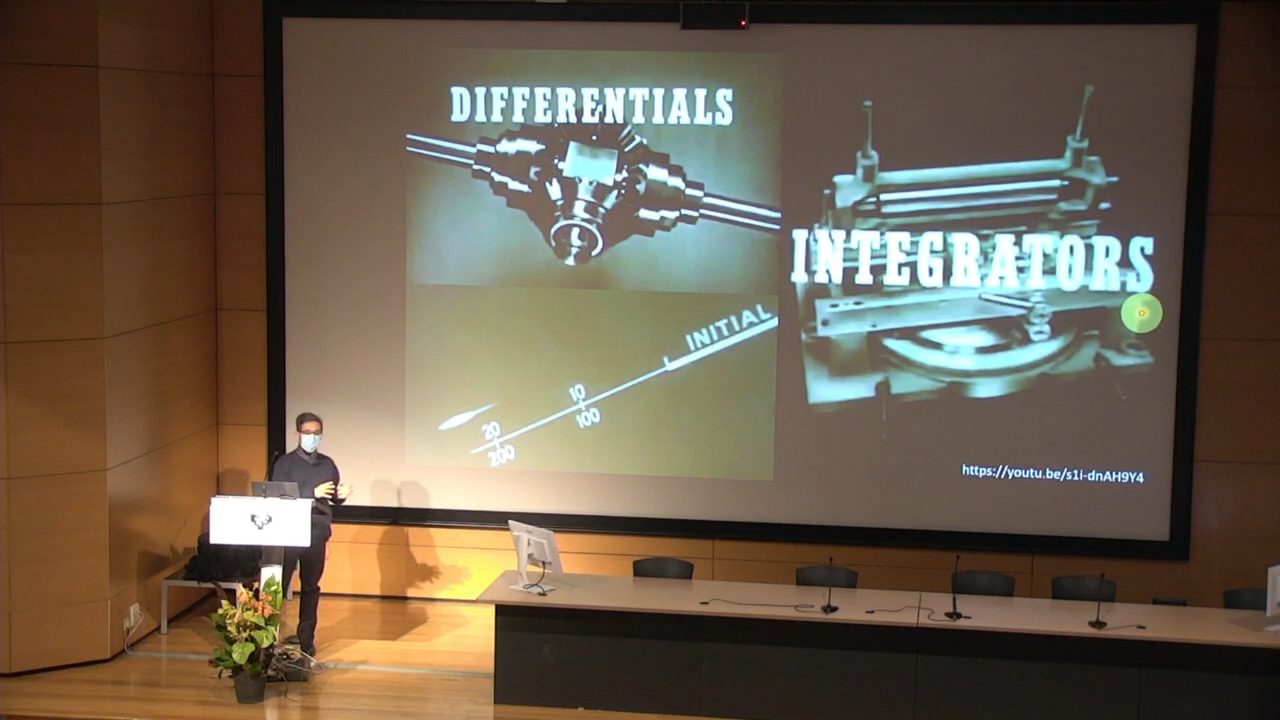 DIFFERENTIALS
INTEGRATORS
INITIAL
10
100
20
200
https://youtu.be/s1i-dnAH9Y4